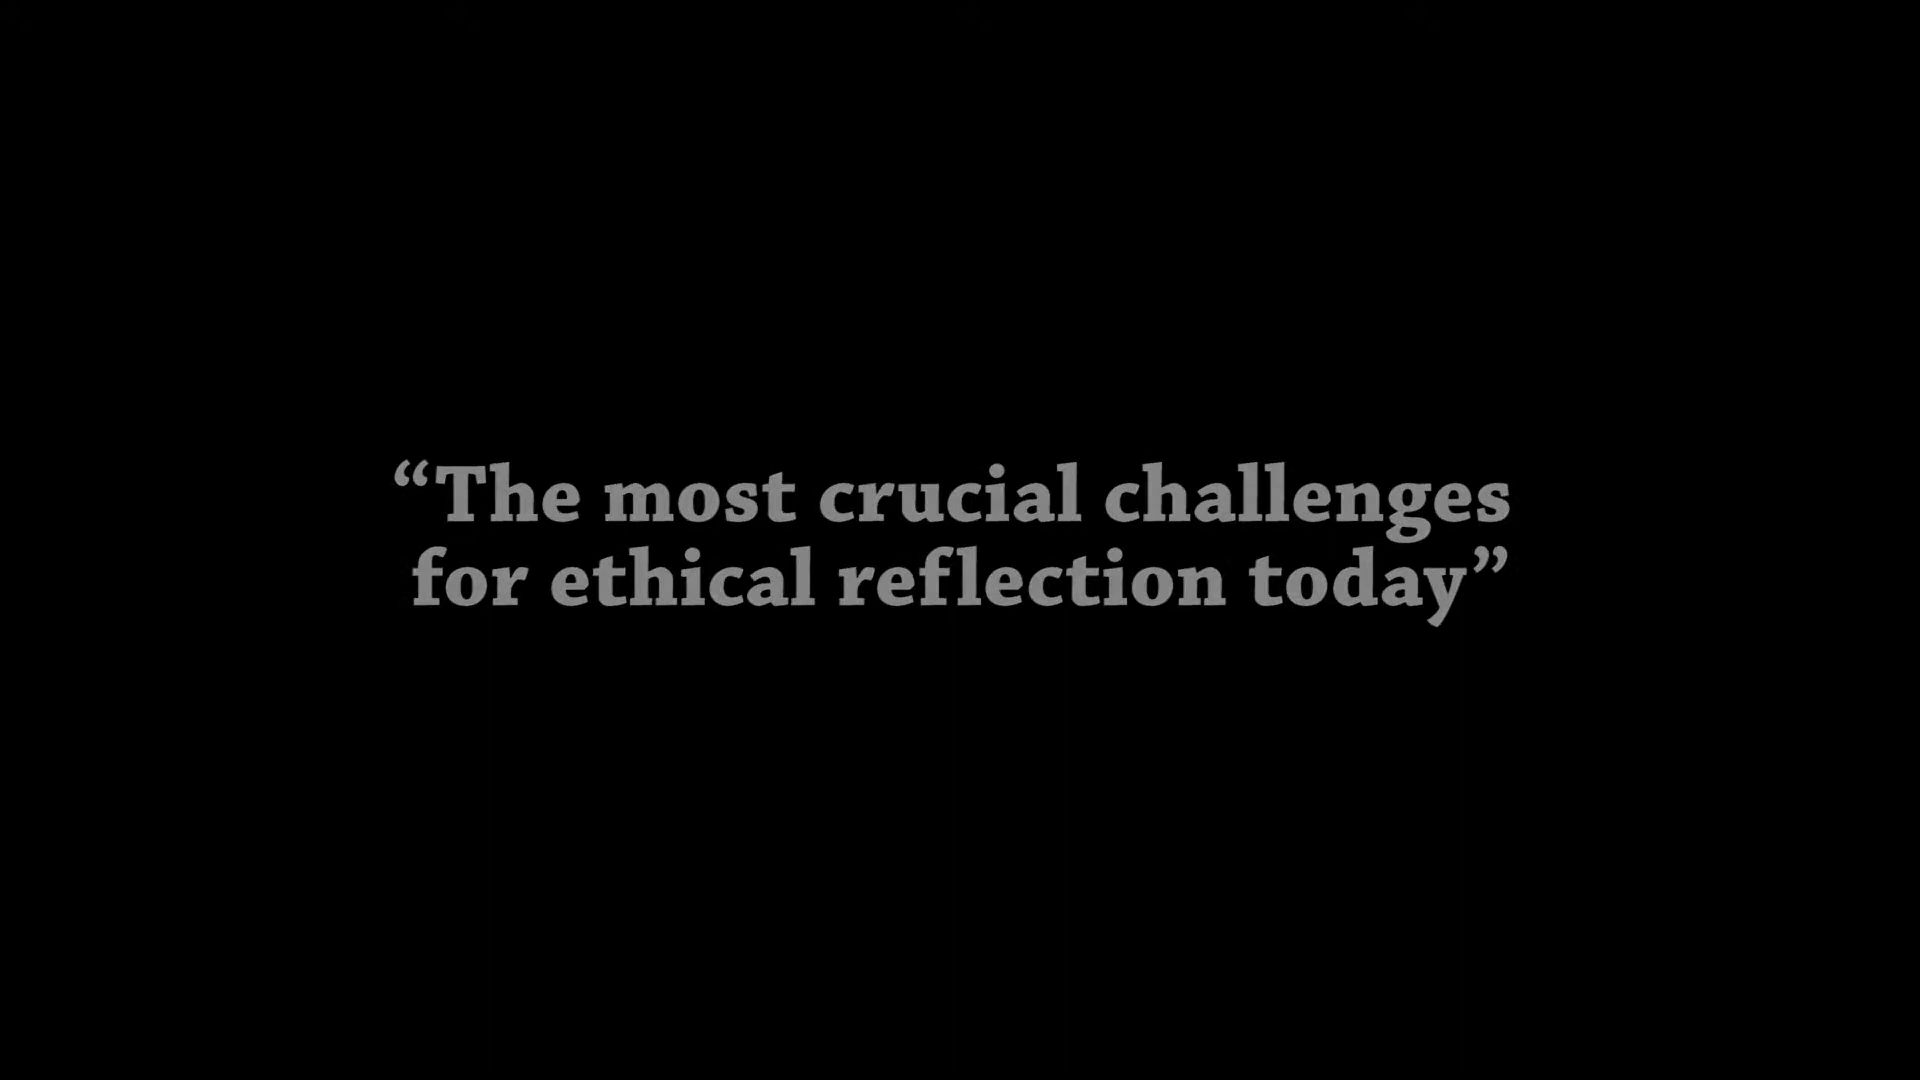 “The most crucial challenges
for ethical reflection today”